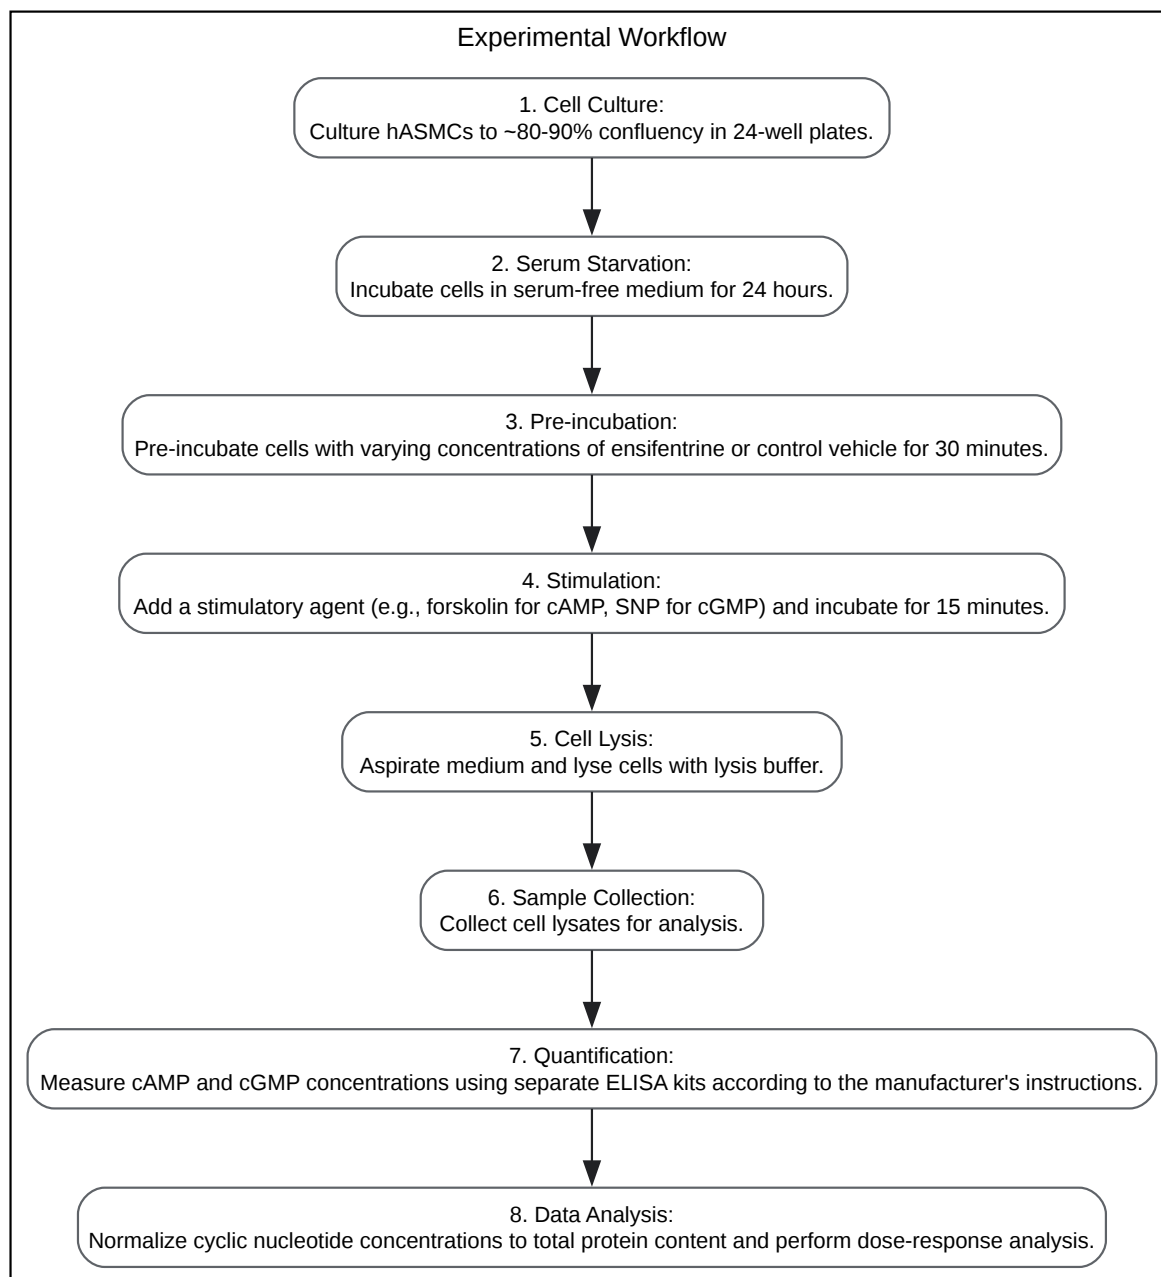 Experimental Workflow
1. Cell Culture:
Culture hASMCs to ~80-90% confluency in 24-well plates.
2. Serum Starvation:
Incubate cells in serum-free medium for 24 hours.
3. Pre-incubation:
Pre-incubate cells with varying concentrations of ensifentrine or control vehicle for 30 minutes.
4. Stimulation:
Add a stimulatory agent (e.g., forskolin for cAMP, SNP for cGMP) and incubate for 15 minutes.
5. Cell Lysis:
Aspirate medium and lyse cells with lysis buffer.
6. Sample Collection:
Collect cell lysates for analysis.
7. Quantification:
Measure cAMP and cGMP concentrations using separate ELISA kits according to the manufacturer's instructions.
8. Data Analysis:
Normalize cyclic nucleotide concentrations to total protein content and perform dose-response analysis.